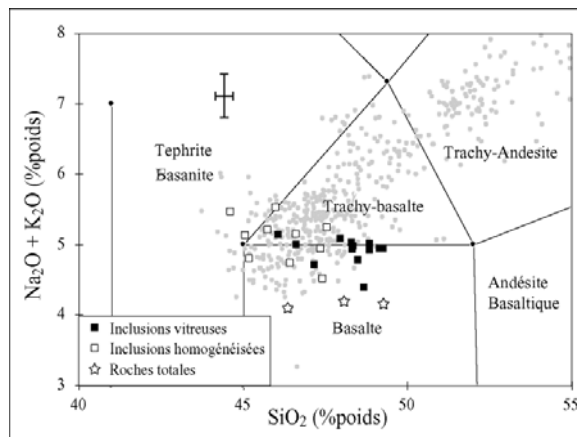 8
7
6
5
4
3
Na₂O + K₂O (%poids)
Tephrite
Basanite
Trachy-Andesite
Trachy-basalte
Andésite
Basaltique
Basalte
Inclusions vitreuses
Inclusions homogénéisées
Roches totales
40 45 50 55
SiO₂ (%poids)